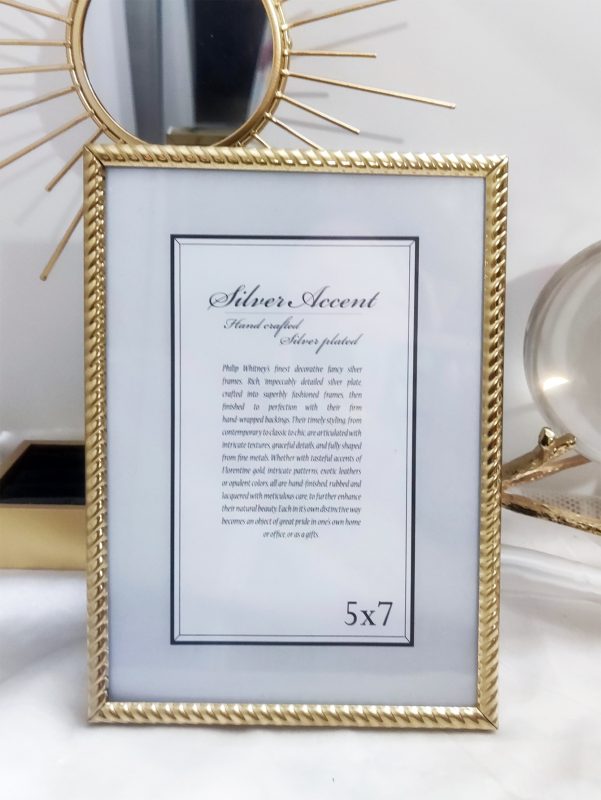 Silver Accent
Hand crafted
Silver plated
Philip Whitney's finest decorative fancy silver
frames. Rich, impeccably detailed silver plate
crafted into superbly fashioned frames, then
finished to perfection with their firm
hand-wrapped backings. Their timely styling, from
contemporary to classic to chic, are articulated with
intricate textures, graceful details, and fully shaped
from fine metals. Whether with tasteful accents of
Florentine gold, intricate patterns, exotic leathers
or opulent colors, all are hand-finished, rubbed and
lacquered with meticulous care, to further enhance
their natural beauty. Each in it's own distinctive way
becomes an object of great pride in one's own home
or office, or as a gifts.
5x7